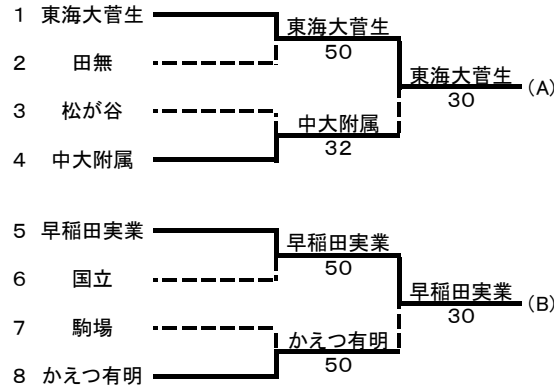 1 東海大菅生
東海大菅生
50
2 田無
東海大菅生 (A)
30
3 松が谷
中大附属
32
4 中大附属
5 早稲田実業
早稲田実業
50
6 国立
早稲田実業 (B)
30
7 駒場
かえつ有明
50
8 かえつ有明